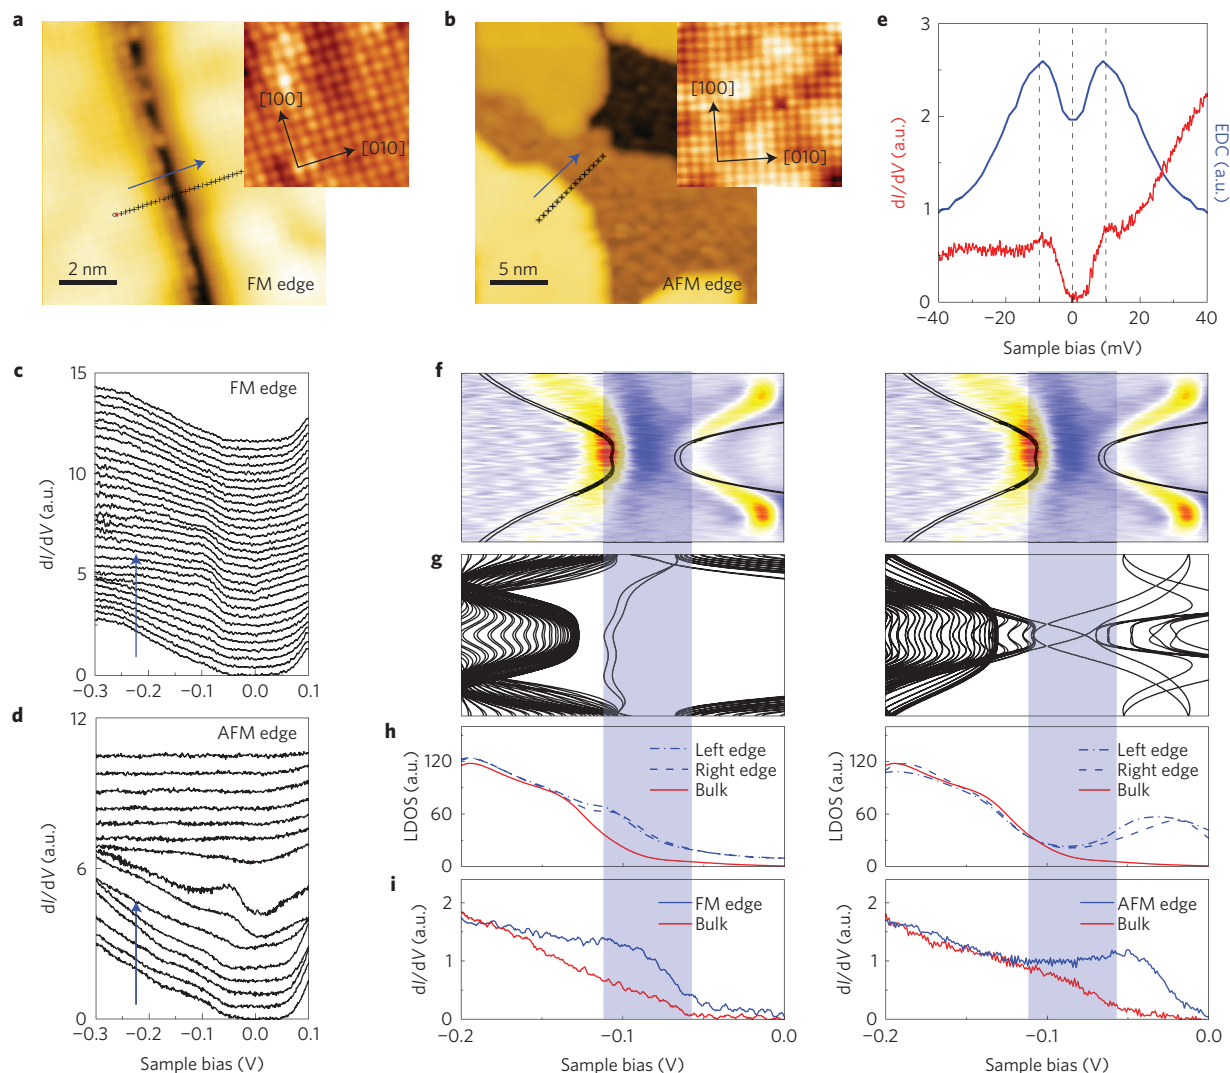 a
[100]
[010]
2 nm
FM edge
b
[100]
[010]
5 nm
AFM edge
e
3
2
1
0
dI/dV (a.u.)
EDC (a.u.)
−40
−20
0
20
40
Sample bias (mV)
c
FM edge
15
10
5
0
dI/dV (a.u.)
−0.3
−0.2
−0.1
0.0
0.1
d
AFM edge
12
6
0
dI/dV (a.u.)
−0.3
−0.2
−0.1
0.0
0.1
Sample bias (V)
f
g
h
120
60
0
LDOS (a.u.)
Left edge
Right edge
Bulk
120
60
0
LDOS (a.u.)
Left edge
Right edge
Bulk
i
2
1
0
dI/dV (a.u.)
FM edge
Bulk
−0.2
−0.1
0.0
Sample bias (V)
2
1
0
dI/dV (a.u.)
AFM edge
Bulk
−0.2
−0.1
0.0
Sample bias (V)